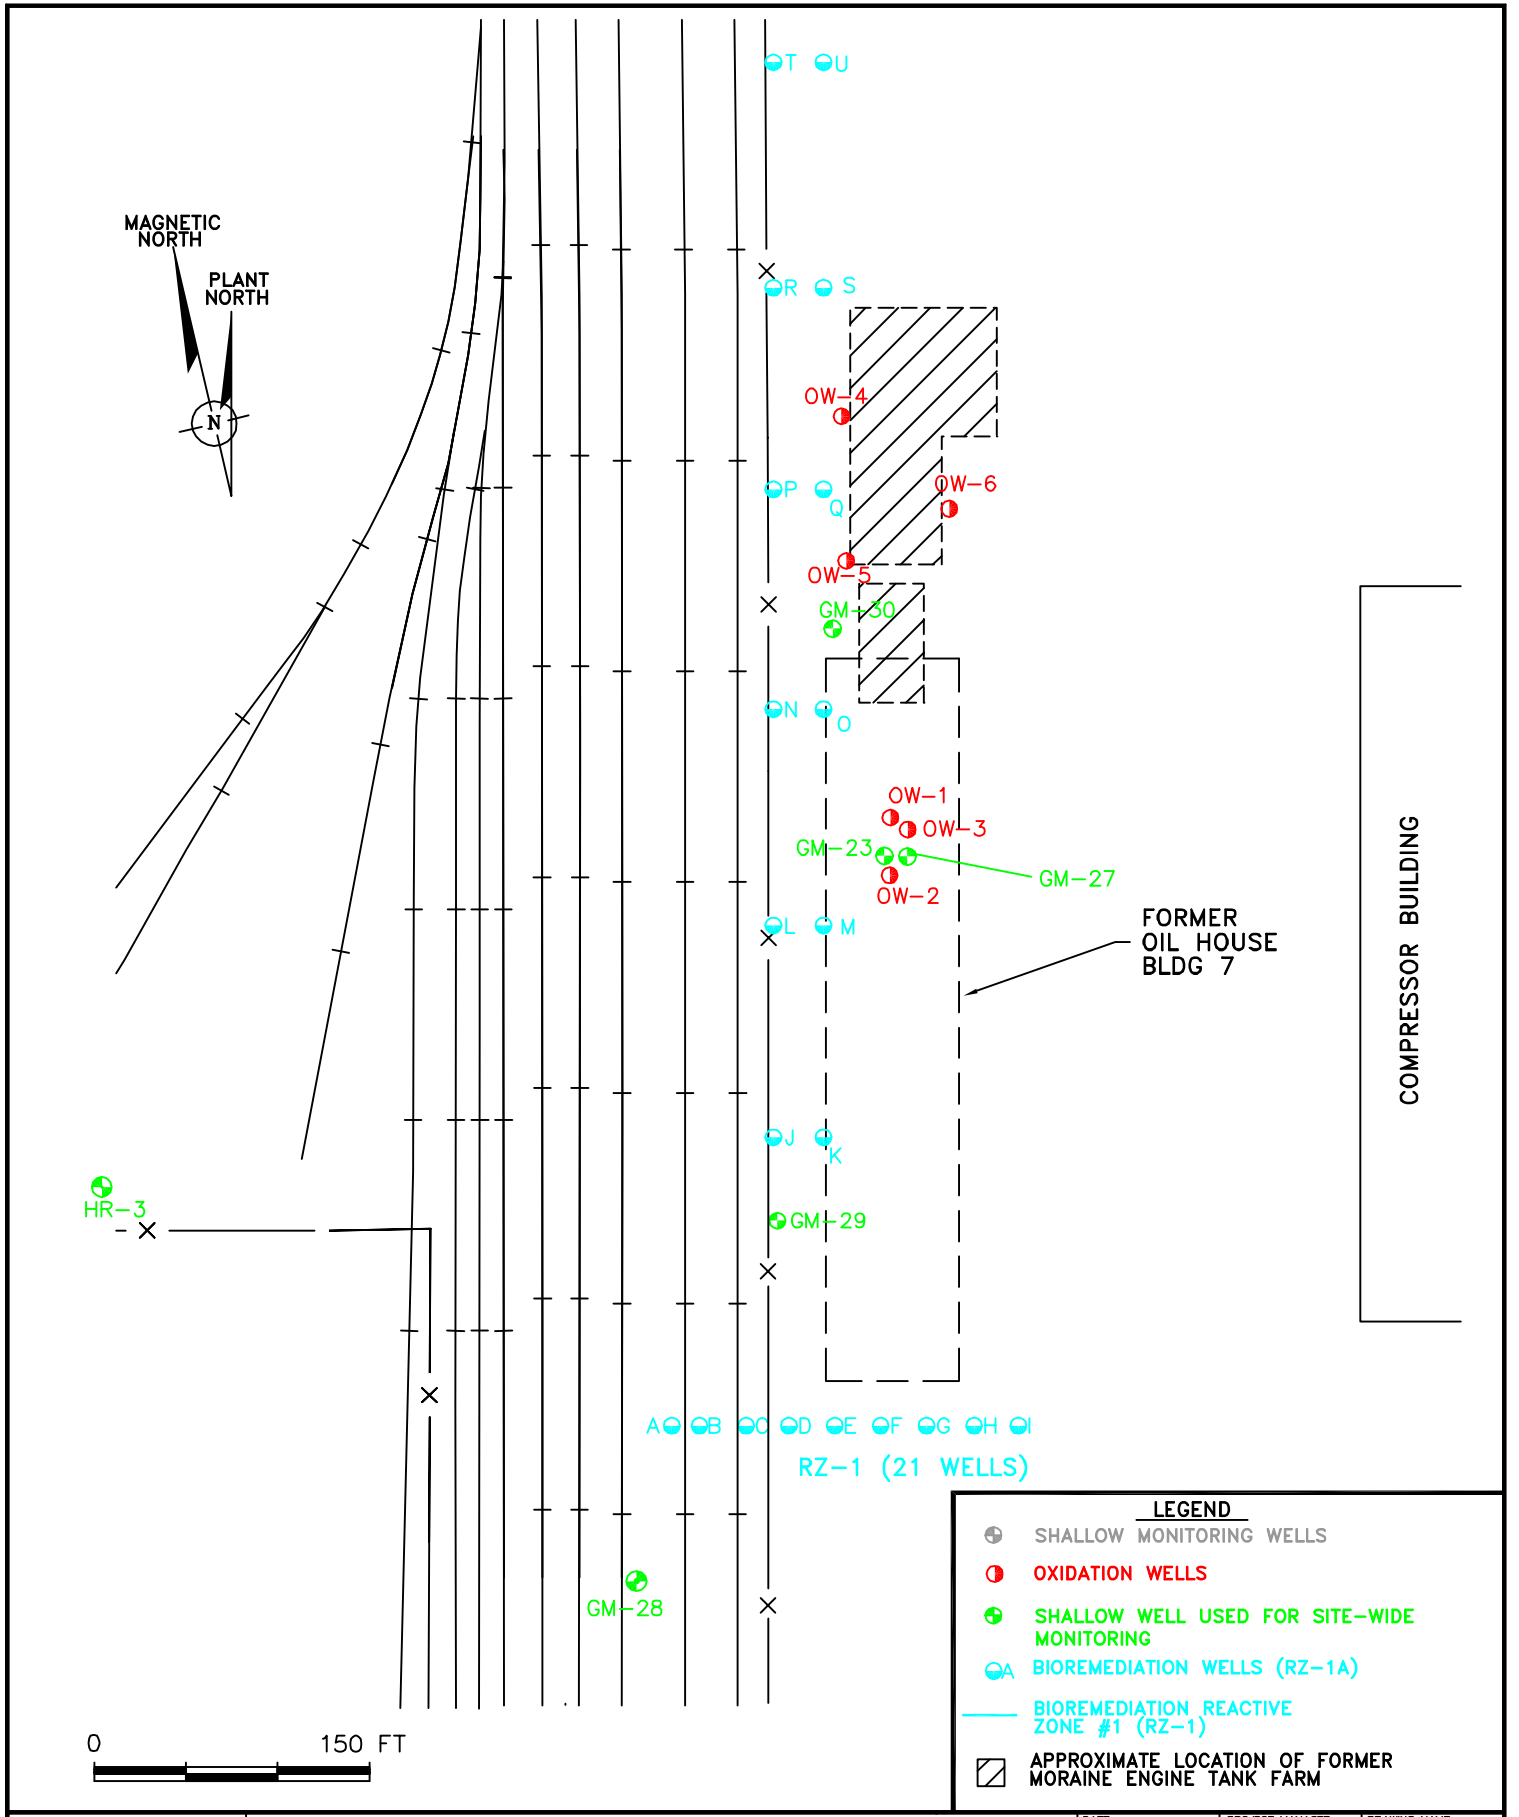 T U
MAGNETIC
NORTH
PLANT
NORTH
N
R S
OW-4
OW-6
P Q
OW-5
GM-30
N O
OW-1
OW-3
GM-23
GM-27
OW-2
FORMER
OIL HOUSE
BLDG 7
COMPRESSOR BUILDING
L M
J K
HR-3
GM-29
A B C D E F G H I
RZ-1 (21 WELLS)
GM-28
LEGEND
SHALLOW MONITORING WELLS
OXIDATION WELLS
SHALLOW WELL USED FOR SITE-WIDE
MONITORING
A BIOREMEDIATION WELLS (RZ-1A)
BIOREMEDIATION REACTIVE
ZONE #1 (RZ-1)
APPROXIMATE LOCATION OF FORMER
MORAINE ENGINE TANK FARM
0 150 FT